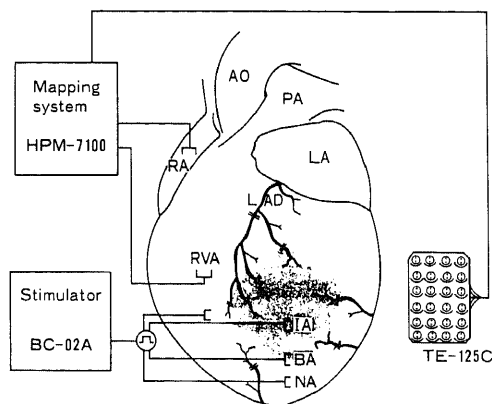 AO
Mapping
system
PA
HPM-7100
RA
LA
LAD
RVA
Stimulator
BC-02A
IA
BA
NA
TE-125C